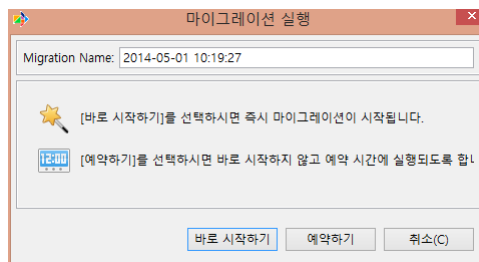 마이그레이션 실행
Migration Name: 2014-05-01 10:19:27
[바로 시작하기]를 선택하시면 즉시 마이그레이션이 시작됩니다.
12:00 [예약하기]를 선택하시면 바로 시작하지 않고 예약 시간에 실행되도록 합
바로 시작하기 예약하기 취소(C)